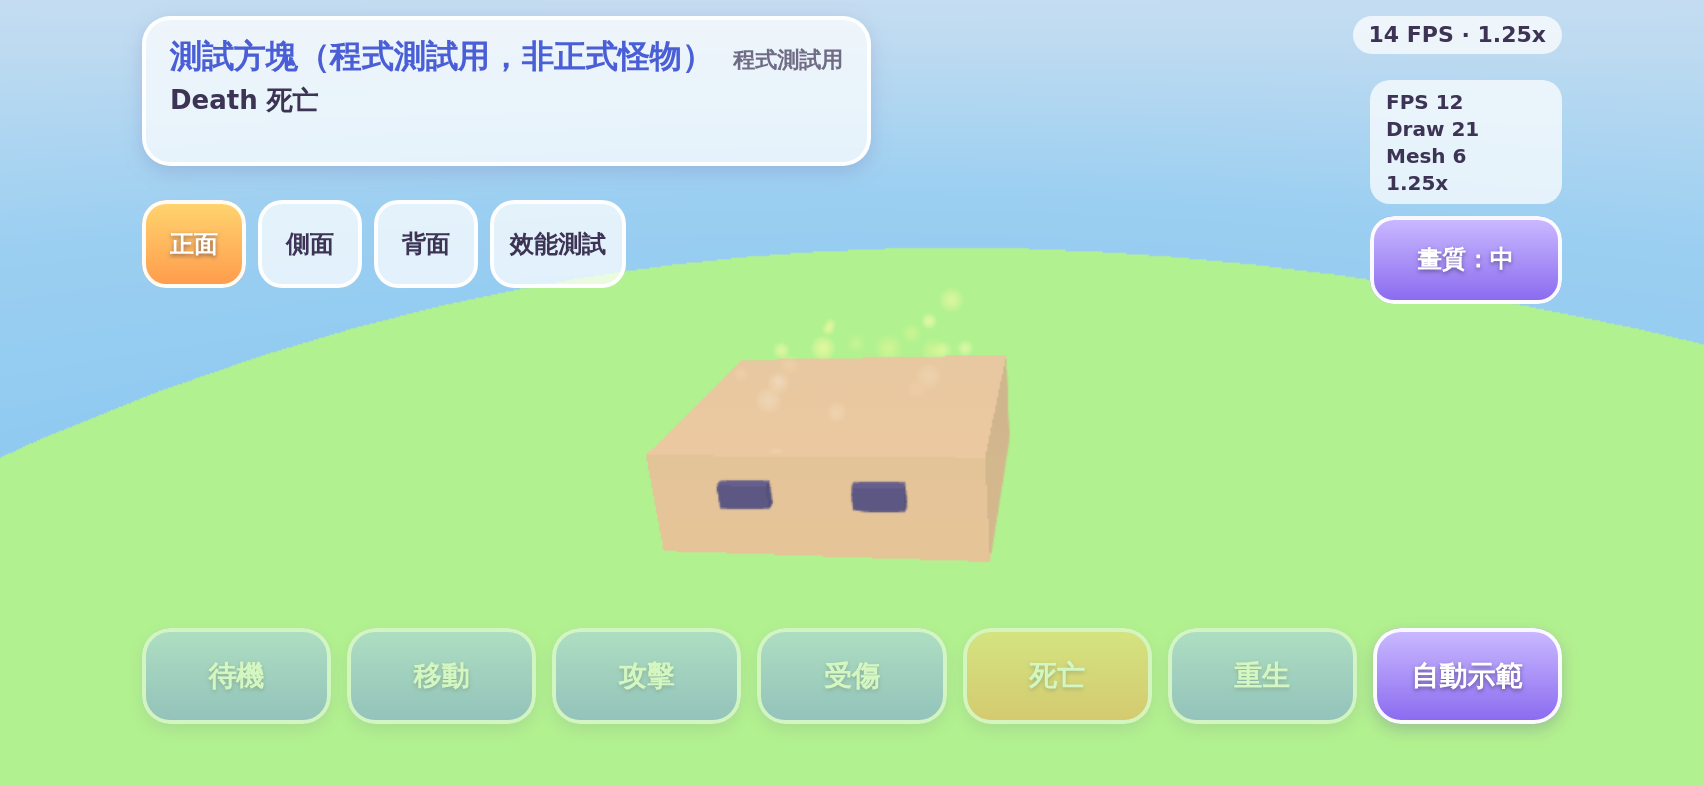 測試方塊（程式測試用，非正式怪物） 程式測試用
Death 死亡
14 FPS · 1.25x
FPS 12
Draw 21
Mesh 6
1.25x
正面
側面
背面
效能測試
畫質：中
待機
移動
攻擊
受傷
死亡
重生
自動示範